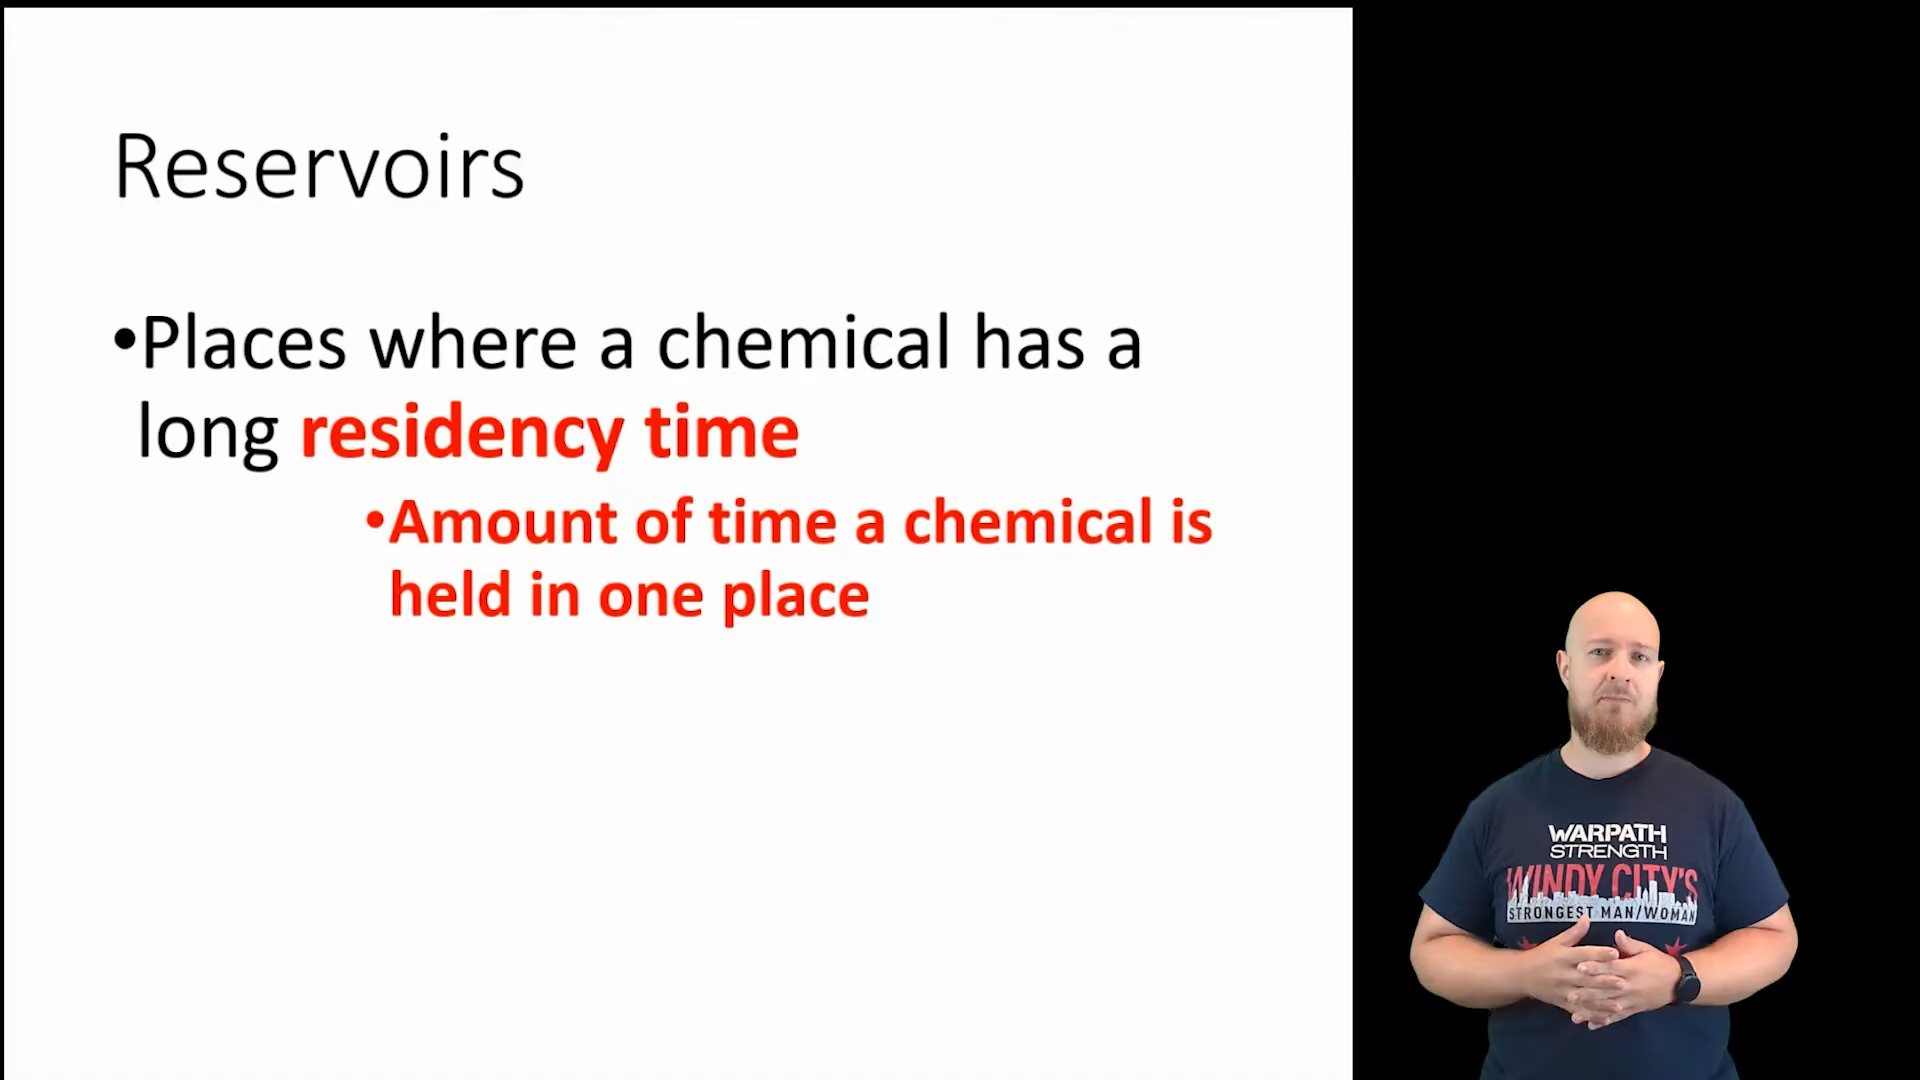 Reservoirs
•Places where a chemical has a
long residency time
•Amount of time a chemical is
held in one place
WARPATH
STRENGTH
WINDY CITY'S
STRONGEST MAN/WOMAN